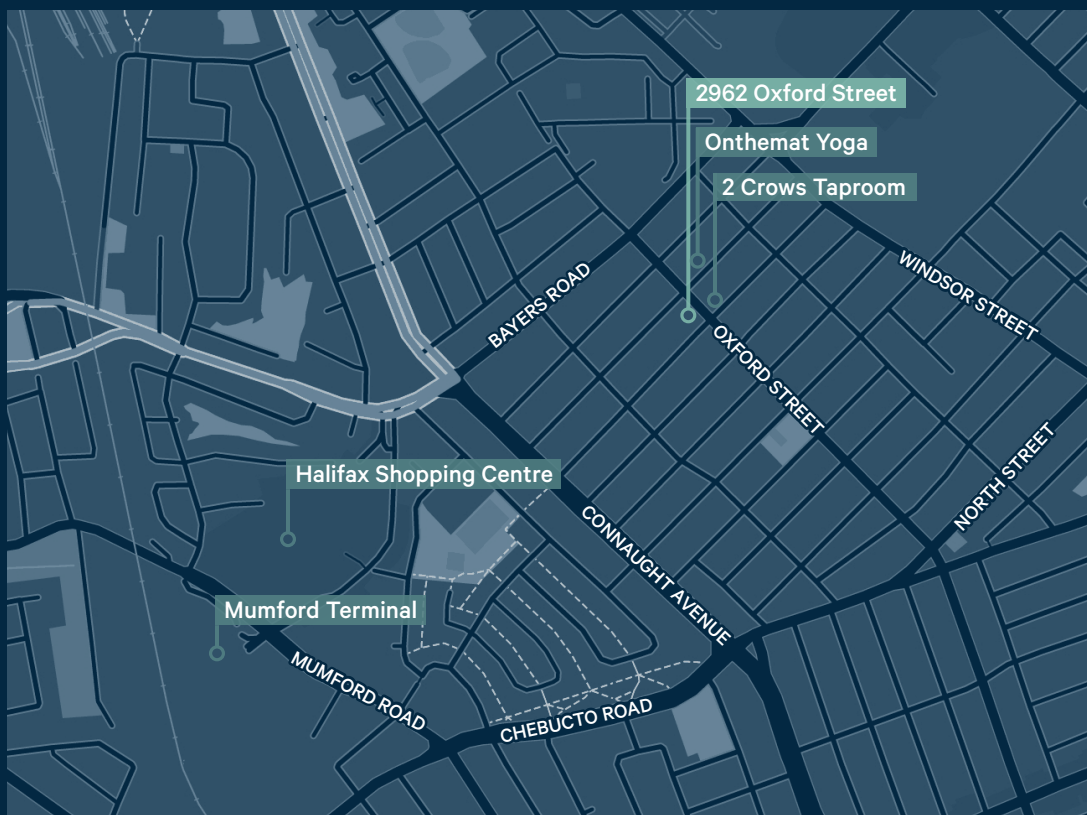 2962 Oxford Street
Onthemat Yoga
2 Crows Taproom
WINDSOR STREET
BAYERS ROAD
OXFORD STREET
NORTH STREET
Halifax Shopping Centre
CONNAUGHT AVENUE
Mumford Terminal
MUMFORD ROAD
CHEBUCTO ROAD